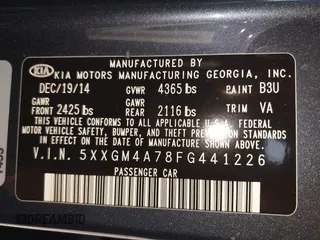 MANUFACTURED BY
KIA KIA MOTORS MANUFACTURING GEORGIA, INC.
DEC/19/14 GVWR 4365 lbs PAINT B3U
GAWR FRONT 2425 lbs GAWR REAR 2116 lbs TRIM VA
THIS VEHICLE CONFORMS TO ALL APPLICABLE
U.S. FEDERAL MOTOR VEHICLE SAFETY, BUMPER, AND
THEFT PREVENTION STANDARDS IN EFFECT ON THE DATE
OF MANUFACTURE SHOWN ABOVE.
V.I.N. 5XXGM4A78FG441226
PASSENGER CAR
DREAMBID